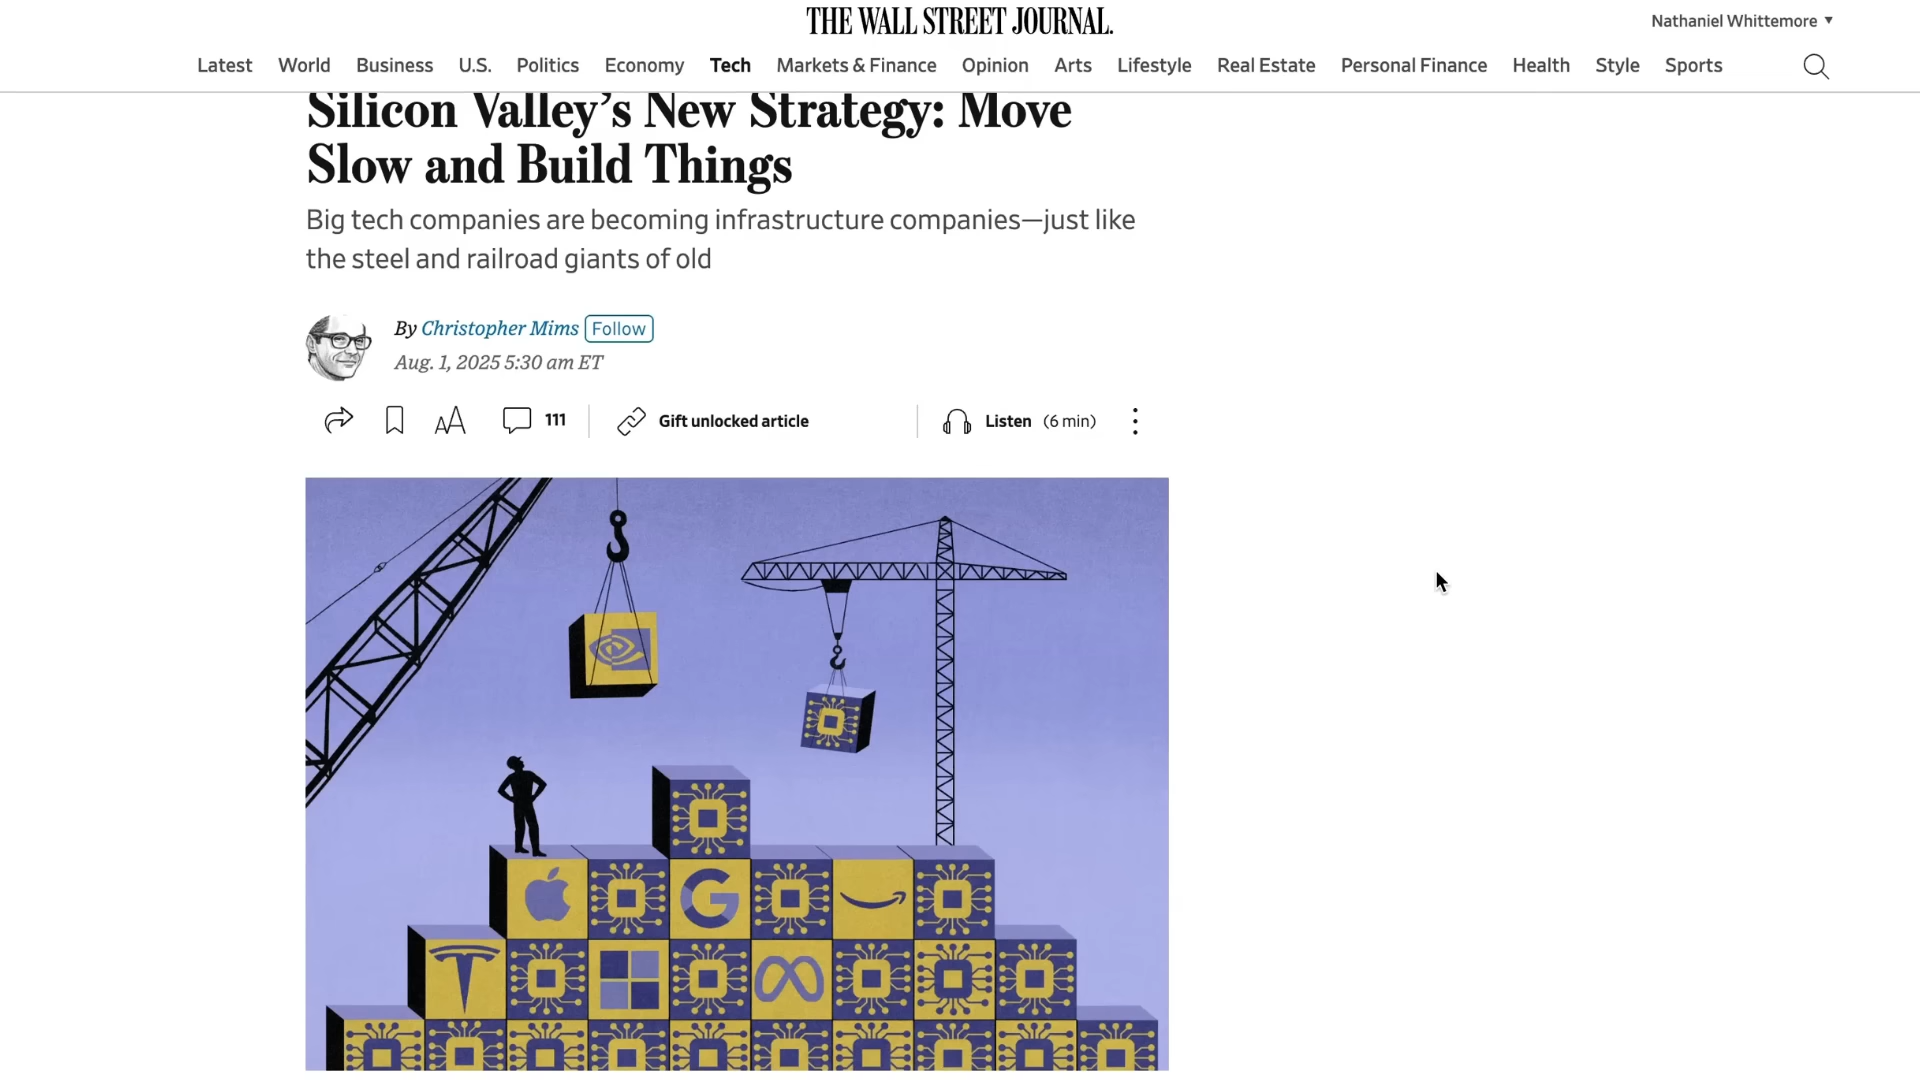 THE WALL STREET JOURNAL.
Nathaniel Whittemore ▼
Latest World Business U.S. Politics Economy Tech Markets & Finance Opinion Arts Lifestyle Real Estate Personal Finance Health Style Sports
Silicon Valley’s New Strategy: Move
Slow and Build Things
Big tech companies are becoming infrastructure companies—just like
the steel and railroad giants of old
By Christopher Mims Follow
Aug. 1, 2025 5:30 am ET
AA 111 Gift unlocked article Listen (6 min)